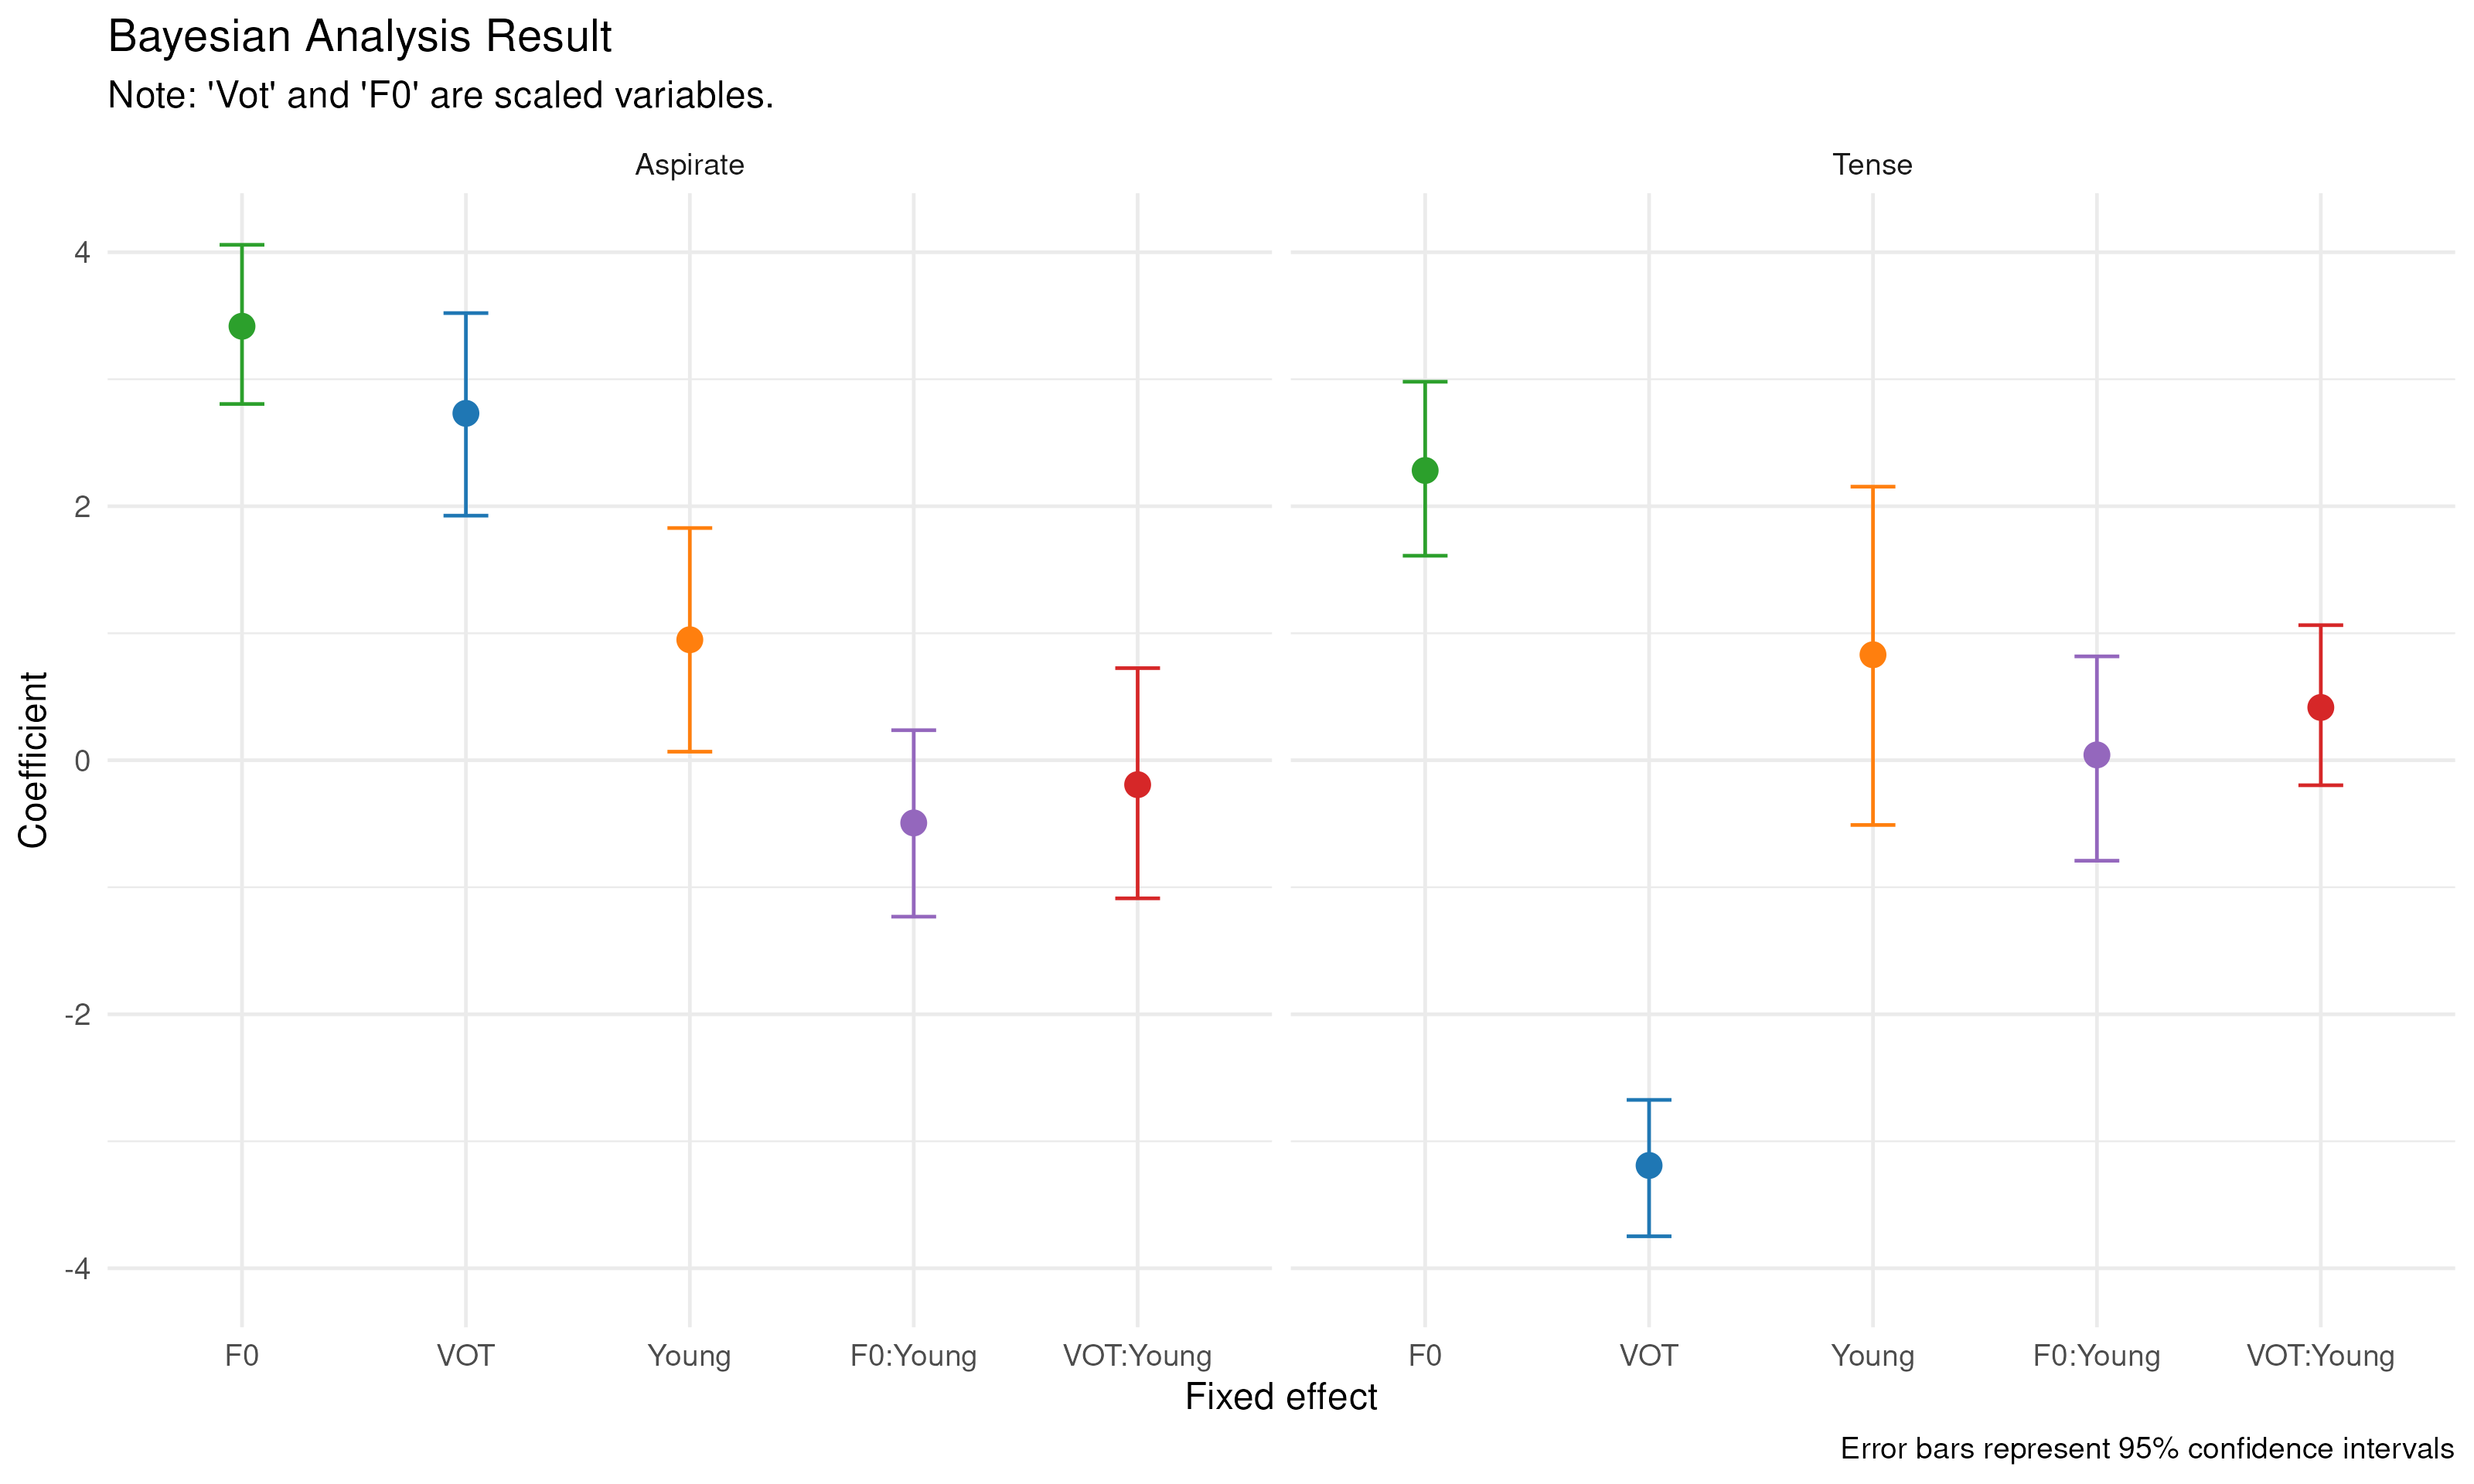 Bayesian Analysis Result
Note: 'Vot' and 'F0' are scaled variables.
Aspirate
Tense
Coefficient
4
2
0
-2
-4
F0 VOT Young F0:Young VOT:Young
F0 VOT Young F0:Young VOT:Young
Fixed effect
Error bars represent 95% confidence intervals